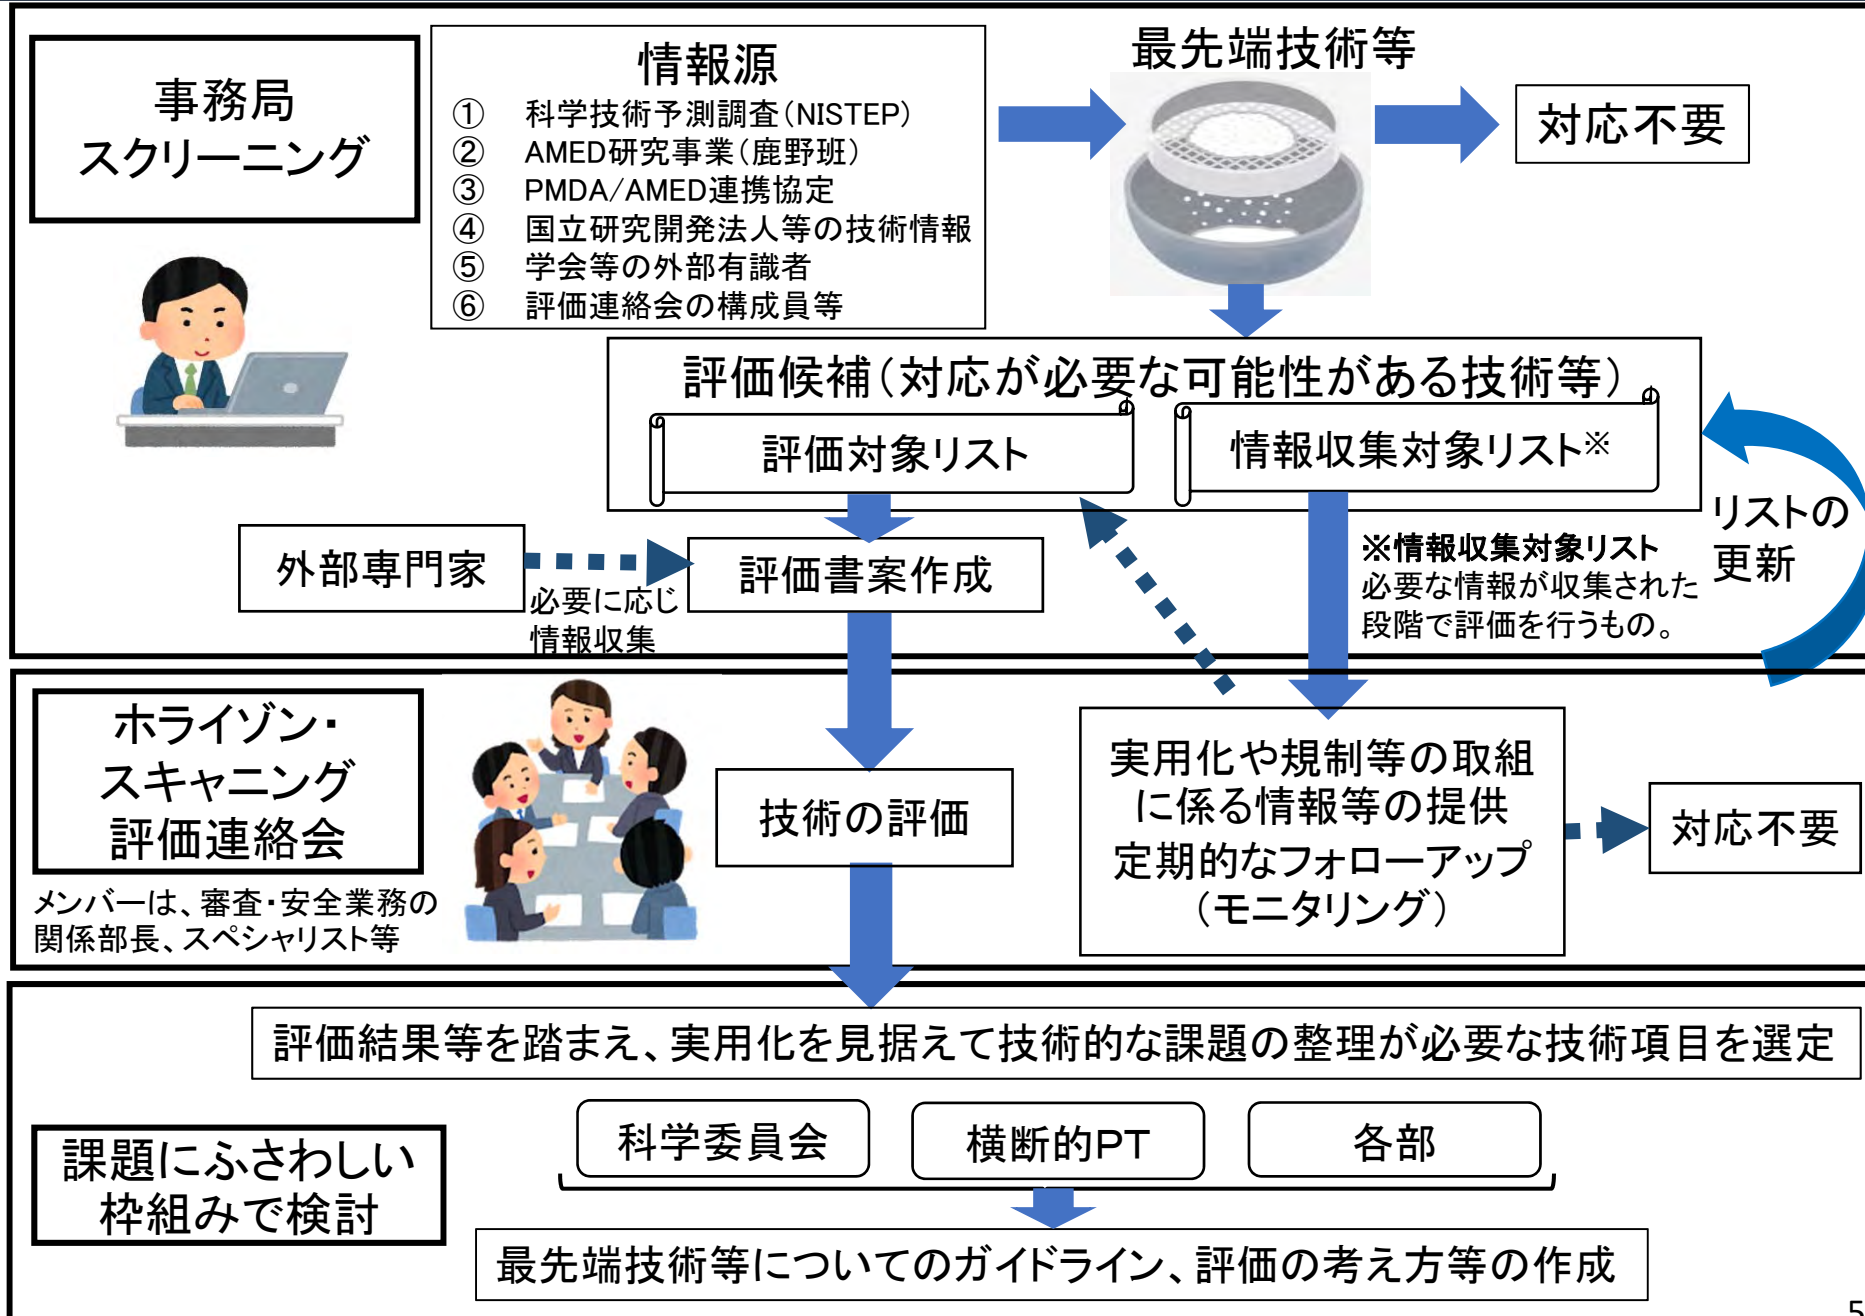 事務局
スクリーニング
情報源
① 科学技術予測調査(NISTEP)
② AMED研究事業(鹿野班)
③ PMDA/AMED連携協定
④ 国立研究開発法人等の技術情報
⑤ 学会等の外部有識者
⑥ 評価連絡会の構成員等
最先端技術等
対応不要
評価候補(対応が必要な可能性がある技術等)
評価対象リスト
情報収集対象リスト※
リストの
更新
外部専門家
必要に応じ
情報収集
評価書案作成
※情報収集対象リスト
必要な情報が収集された
段階で評価を行うもの。
ホライゾン・
スキャニング
評価連絡会
メンバーは、審査・安全業務の
関係部長、スペシャリスト等
技術の評価
実用化や規制等の取組
に係る情報等の提供
定期的なフォローアップ
(モニタリング)
対応不要
評価結果等を踏まえ、実用化を見据えて技術的な課題の整理が必要な技術項目を選定
課題にふさわしい
枠組みで検討
科学委員会
横断的PT
各部
最先端技術等についてのガイドライン、評価の考え方等の作成
5